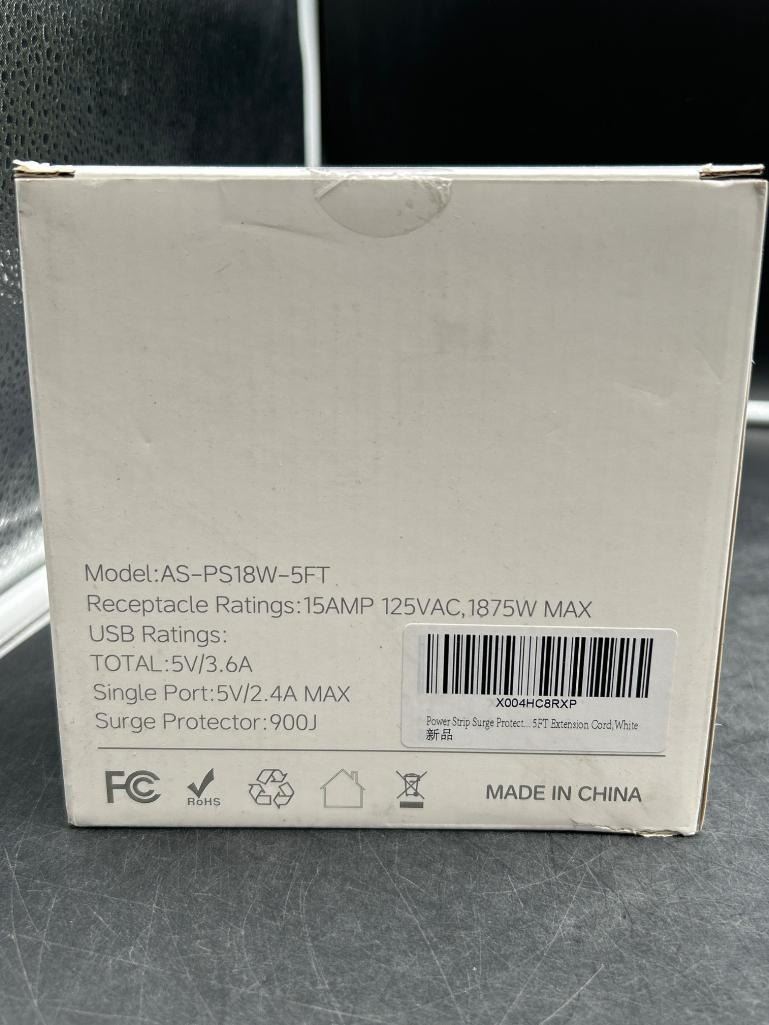 Model:AS-PS18W-5FT
Receptacle Ratings:15AMP 125VAC,1875W MAX
USB Ratings:
TOTAL:5V/3.6A
Single Port:5V/2.4A MAX
Surge Protector:900J
X004HC8RXP
Power Strip Surge Protect... 5FT Extension Cord,White
新品
FC
RoHS
MADE IN CHINA